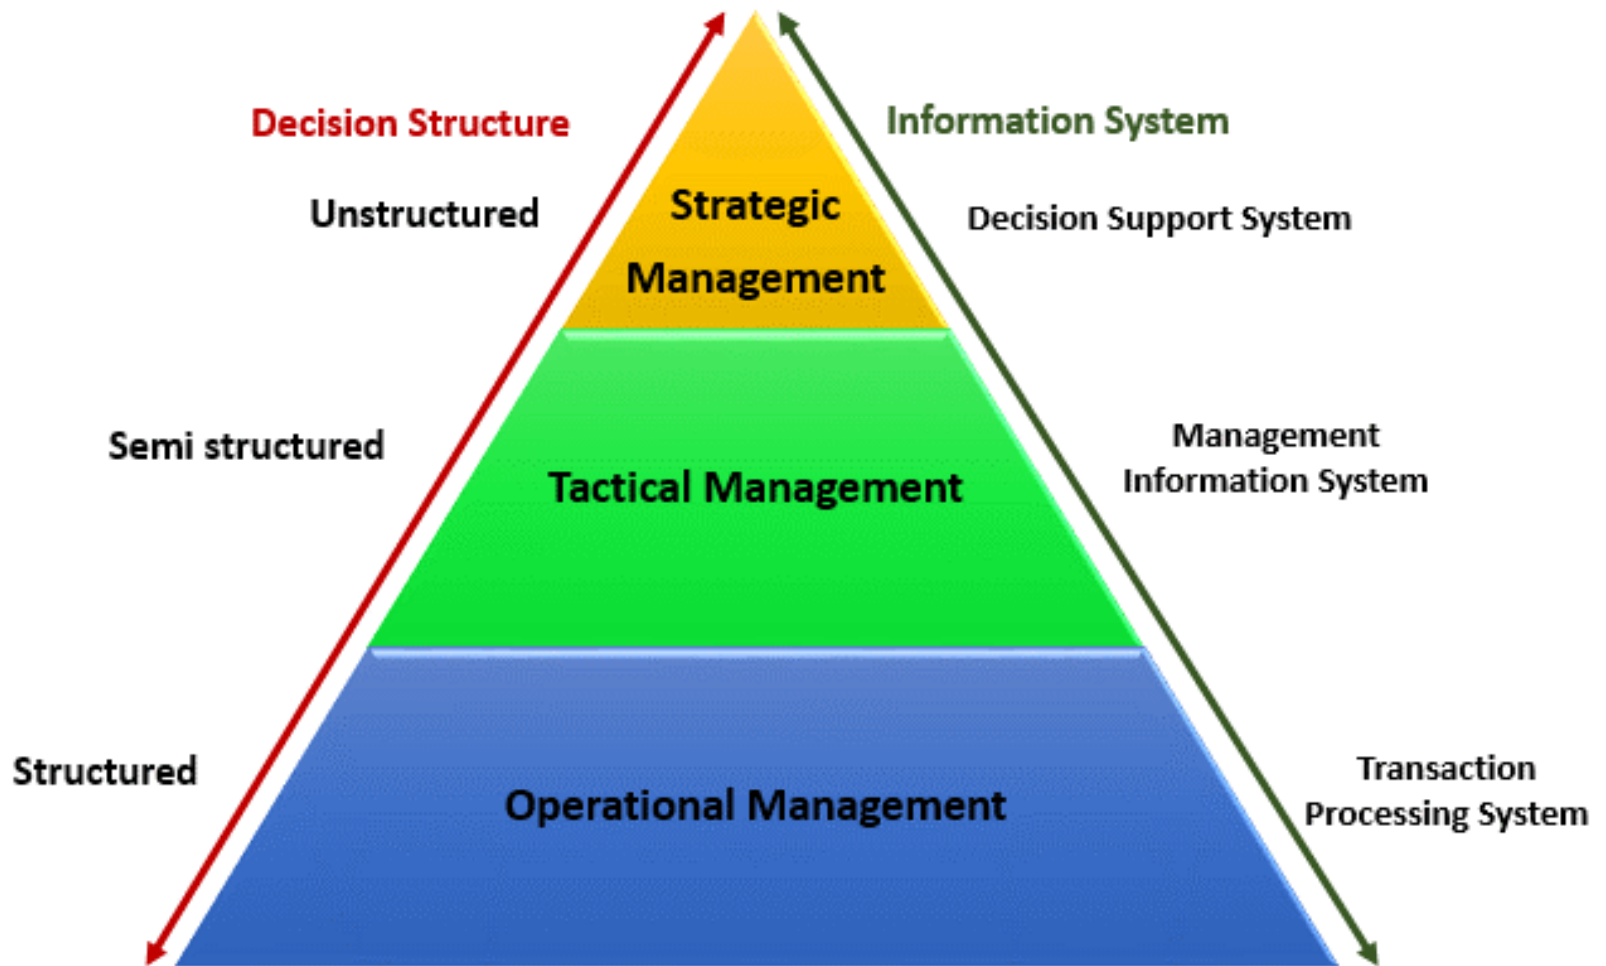 Decision Structure
Information System
Unstructured
Strategic
Management
Decision Support System
Semi structured
Tactical Management
Management
Information System
Structured
Operational Management
Transaction
Processing System